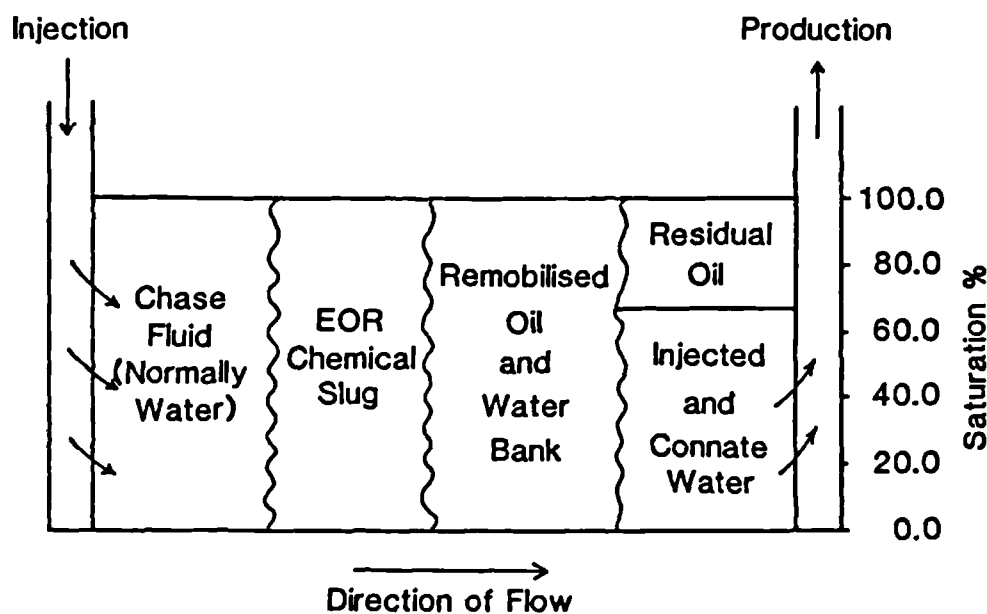 Injection
Production
Chase
Fluid
(Normally
Water)
EOR
Chemical
Slug
Remobilised
Oil
and
Water
Bank
Residual
Oil
Injected
and
Connate
Water
100.0
80.0
60.0
40.0
20.0
0.0
Saturation %
Direction of Flow